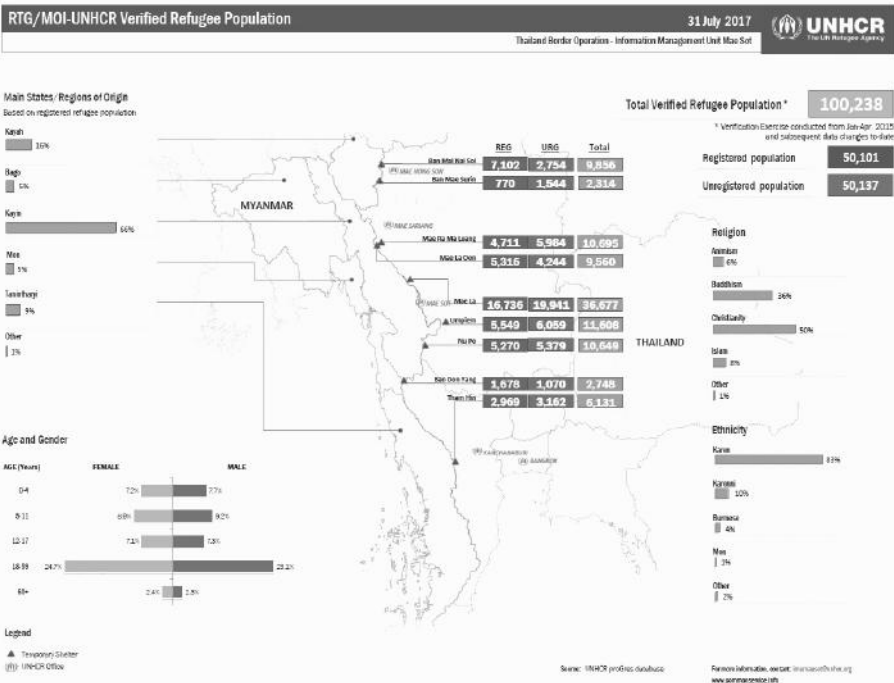 RTG/MOI-UNHCR Verified Refugee Population
31 July 2017
UNHCR
The UN Refugee Agency
Thailand Border Operation - Information Management Unit Mae Sot
Main States/Regions of Origin
Based on registered refugee population
Kayah
16%
Bago
5%
Kayin
66%
Mon
5%
Tanintharyi
9%
Other
1%
MYANMAR
THAILAND
REG URG Total
Ban Mai Nai Soi 7,102 2,754 9,856
MAE HONG SON
Ban Mae Surin 770 1,544 2,314
MAE SARIANG
Mae Ra Ma Luang 4,711 5,984 10,695
Mae La Oon 5,316 4,244 9,560
MAE SOT
Mae La 16,736 19,941 36,677
Umpiem 5,549 6,059 11,608
Nu Po 5,270 5,379 10,649
Ban Don Yang 1,678 1,070 2,748
Tham Hin 2,969 3,162 6,131
KANCHANABURI
BANGKOK
Total Verified Refugee Population *
100,238
* Verification Exercise conducted from Jan-Apr 2015
and subsequent data changes to date
Registered population 50,101
Unregistered population 50,137
Religion
Animist
6%
Buddhism
36%
Christianity
50%
Islam
8%
Other
1%
Ethnicity
Karen
83%
Karenni
10%
Burmese
4%
Mon
Other
2%
Age and Gender
AGE (Years) FEMALE MALE
0-4 7.2% 7.7%
5-11 9.2%
12-17 7.1%
18-59 24.7%
60+ 2.4%
Legend
Temporary Shelter
UNHCR Office
Source: UNHCR proGres database
For more information, contact: